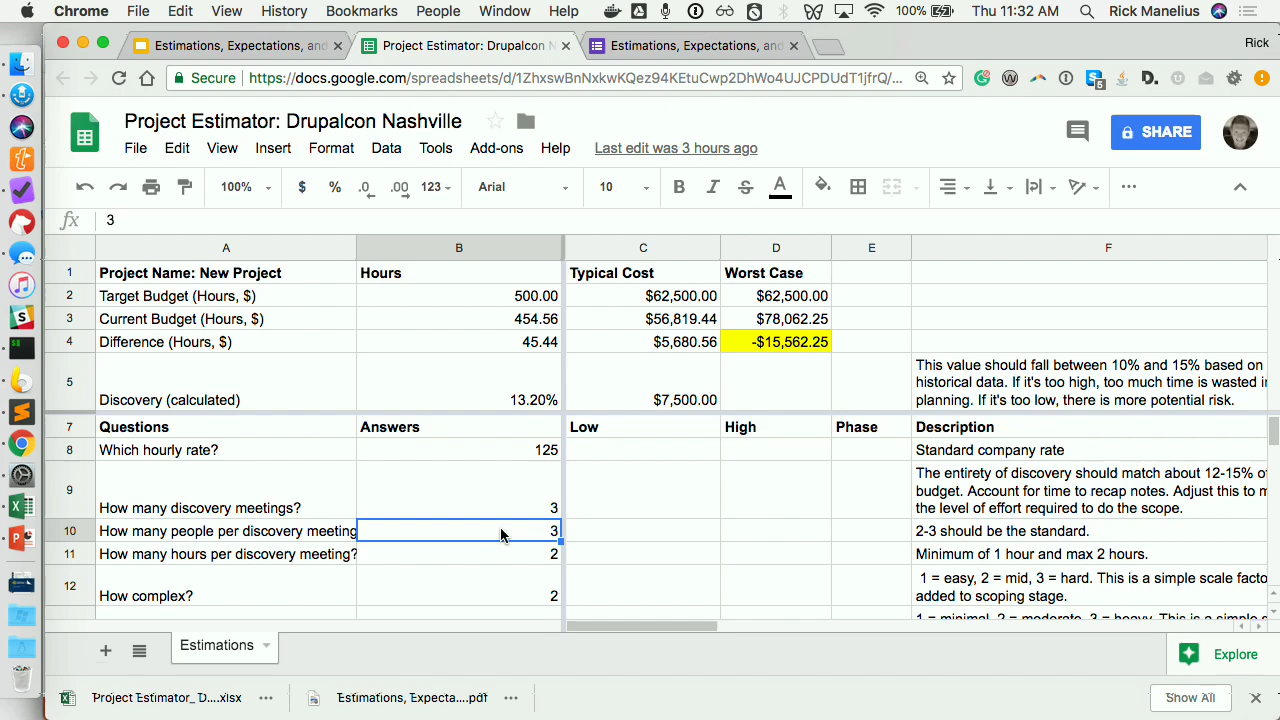 Chrome File Edit View History Bookmarks People Window Help 100% Thu 11:32 AM Rick Manelius
Estimations, Expectations, and Project Estimator: Drupalcon N Estimations, Expectations, and Rick
Secure https://docs.google.com/spreadsheets/d/1ZhxswBnNxkwKQez94KEtuCwp2DhWo4UJCPDUdT1jfrQ/... 5
Project Estimator: Drupalcon Nashville
File Edit View Insert Format Data Tools Add-ons Help Last edit was 3 hours ago
SHARE
100% $ % .0 .00 123 Arial 10 B I S A
fx 3
A B C D E F
1 Project Name: New Project Hours Typical Cost Worst Case
2 Target Budget (Hours, $) 500.00 $62,500.00 $62,500.00
3 Current Budget (Hours, $) 454.56 $56,819.44 $78,062.25
4 Difference (Hours, $) 45.44 $5,680.56 -$15,562.25
5 Discovery (calculated) 13.20% $7,500.00
This value should fall between 10% and 15% based on
historical data. If it's too high, too much time is wasted i
planning. If it's too low, there is more potential risk.
7 Questions Answers Low High Phase Description
8 Which hourly rate? 125 Standard company rate
9 How many discovery meetings? 3
The entirety of discovery should match about 12-15% o
budget. Account for time to recap notes. Adjust this to m
the level of effort required to do the scope.
10 How many people per discovery meeting 3 2-3 should be the standard.
11 How many hours per discovery meeting? 2 Minimum of 1 hour and max 2 hours.
12 How complex? 2
1 = easy, 2 = mid, 3 = hard. This is a simple scale facto
added to scoping stage.
1 = minimal, 2 = moderate, 3 = heavy. This is a simple s
Estimations Explore
Project Estimator_ D....xlsx Estimations, Expecta....pdf Show All